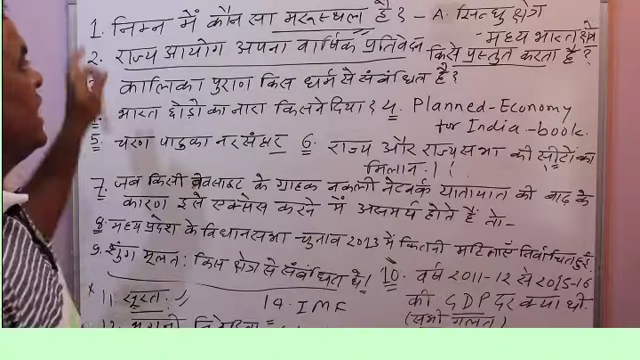 1. निम्न में कौन सा मरूस्थल है? - A. सिन्धु क्षेत्र
- मध्य भारत क्षे
2. राज्य आयोग अपना वार्षिक प्रतिवेदन किसे प्रस्तुत करता है?
कालिका पुराण किस धर्म से संबंधित है?
भारत छोड़ो का नारा किसने दिया? 4. Planned-Economy
for India-book.
5. चरण पादुका नरसंहार 6. राज्य और राज्यसभा की सीटों का
मिलान।
7. जब किसी वेबसाइट के ग्राहक नकली नेटवर्क यातायात की बाढ़ के
कारण इसे एक्सेस करने में असमर्थ होते हैं तो-
8. मध्यप्रदेश के विधानसभा चुनाव 2013 में कितनी महिलाएँ निर्वाचित हुई
9. शुंग मूलत: किस क्षेत्र से संबंधित थे। 10. वर्ष 2011-12 से 2015-16
11. सूरत 14. IMF की GDP दर क्या थी
(सभी गलत)